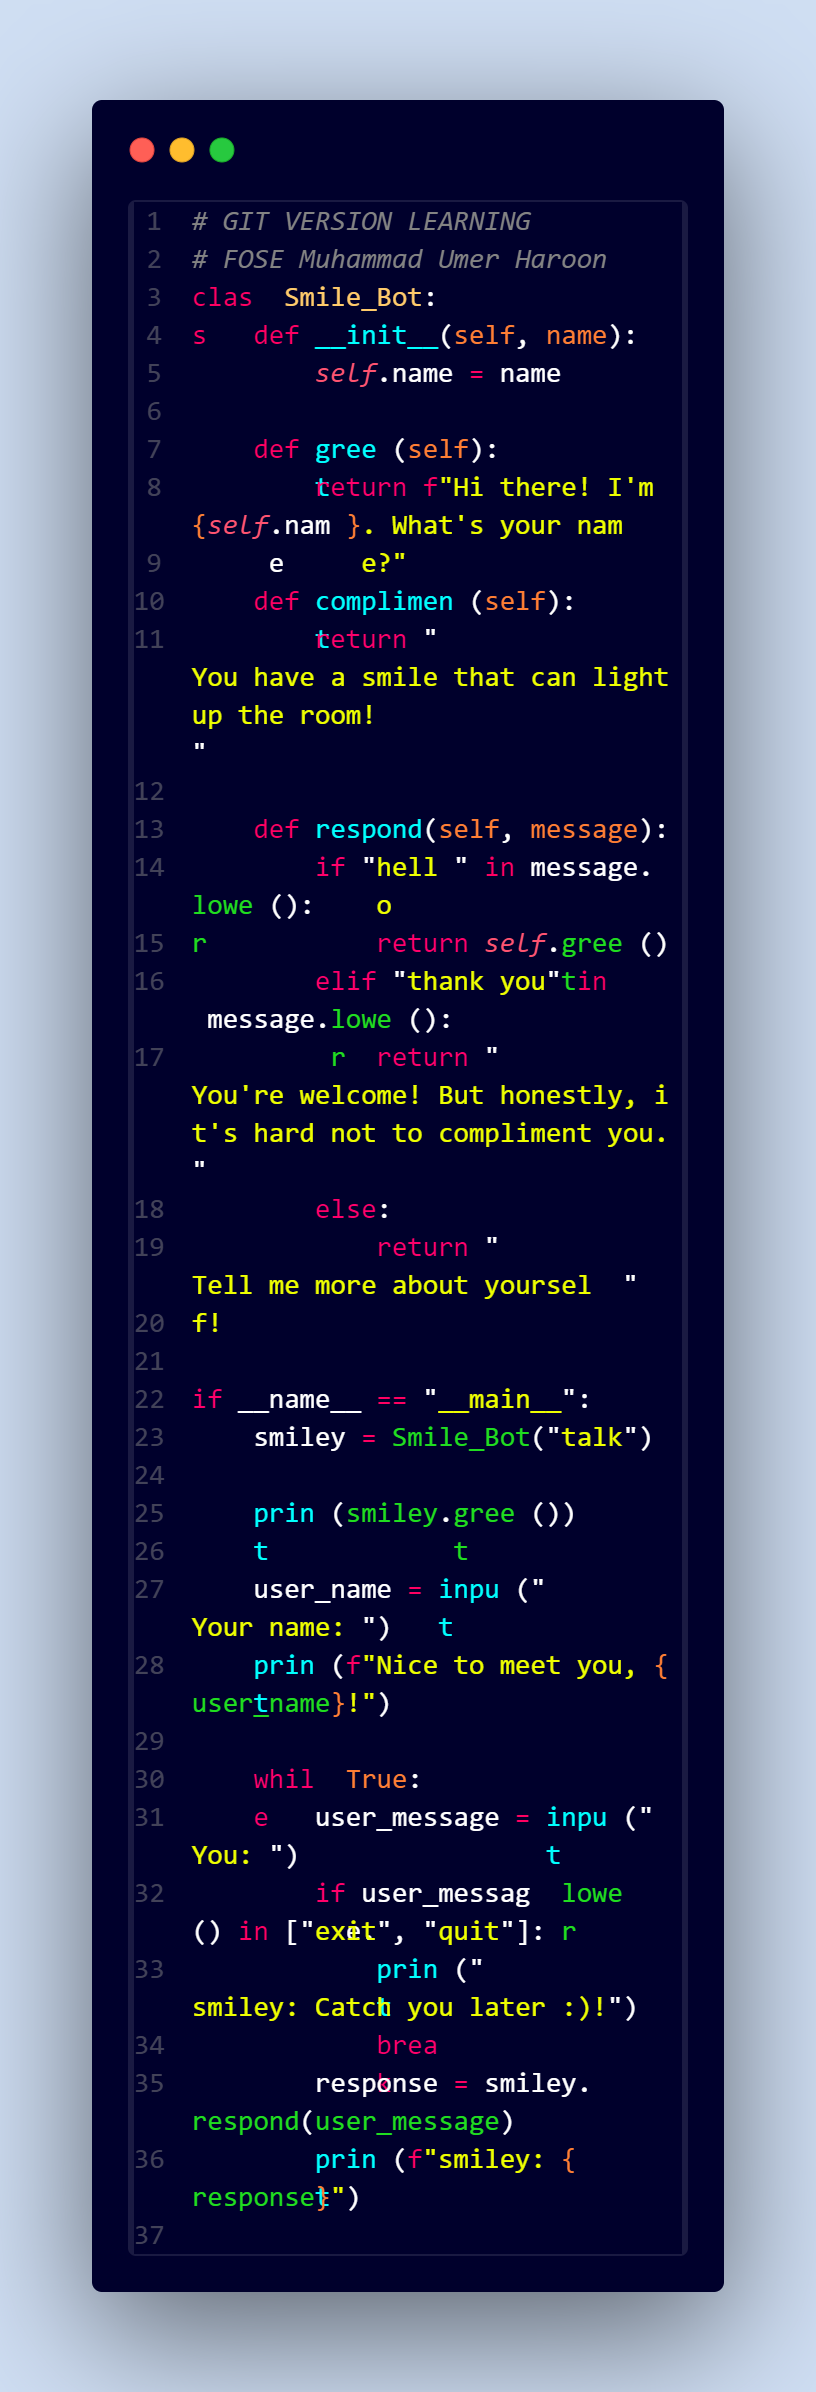 1 # GIT VERSION LEARNING
2 # FOSE Muhammad Umer Haroon
3 clas  Smile_Bot:
4 s   def __init__(self, name):
5         self.name = name
6
7     def gree (self):
8         treturn f"Hi there! I'm
{self.nam }. What's your nam
9      e     e?"
10     def complimen (self):
11         treturn "
You have a smile that can light
up the room!
"
12
13     def respond(self, message):
14         if "hell " in message.
lowe ():    o
15 r           return self.gree ()
16         elif "thank you"tin
 message.lowe ():
17          r  return "
You're welcome! But honestly, i
t's hard not to compliment you.
"
18         else:
19             return "
Tell me more about yoursel  "
20 f!
21
22 if __name__ == "__main__":
23     smiley = Smile_Bot("talk")
24
25     prin (smiley.gree ())
26     t            t
27     user_name = inpu ("
Your name: ")   t
28     prin (f"Nice to meet you, {
user_name}!")
29
30     whil  True:
31     e   user_message = inpu ("
You: ")                t
32         if user_messag  lowe
() in ["exit", "quit"]: r
33             prin ("
smiley: Catch you later :)!")
34             brea
35         response = smiley.
respond(user_message)
36         prin (f"smiley: {
response}")
37